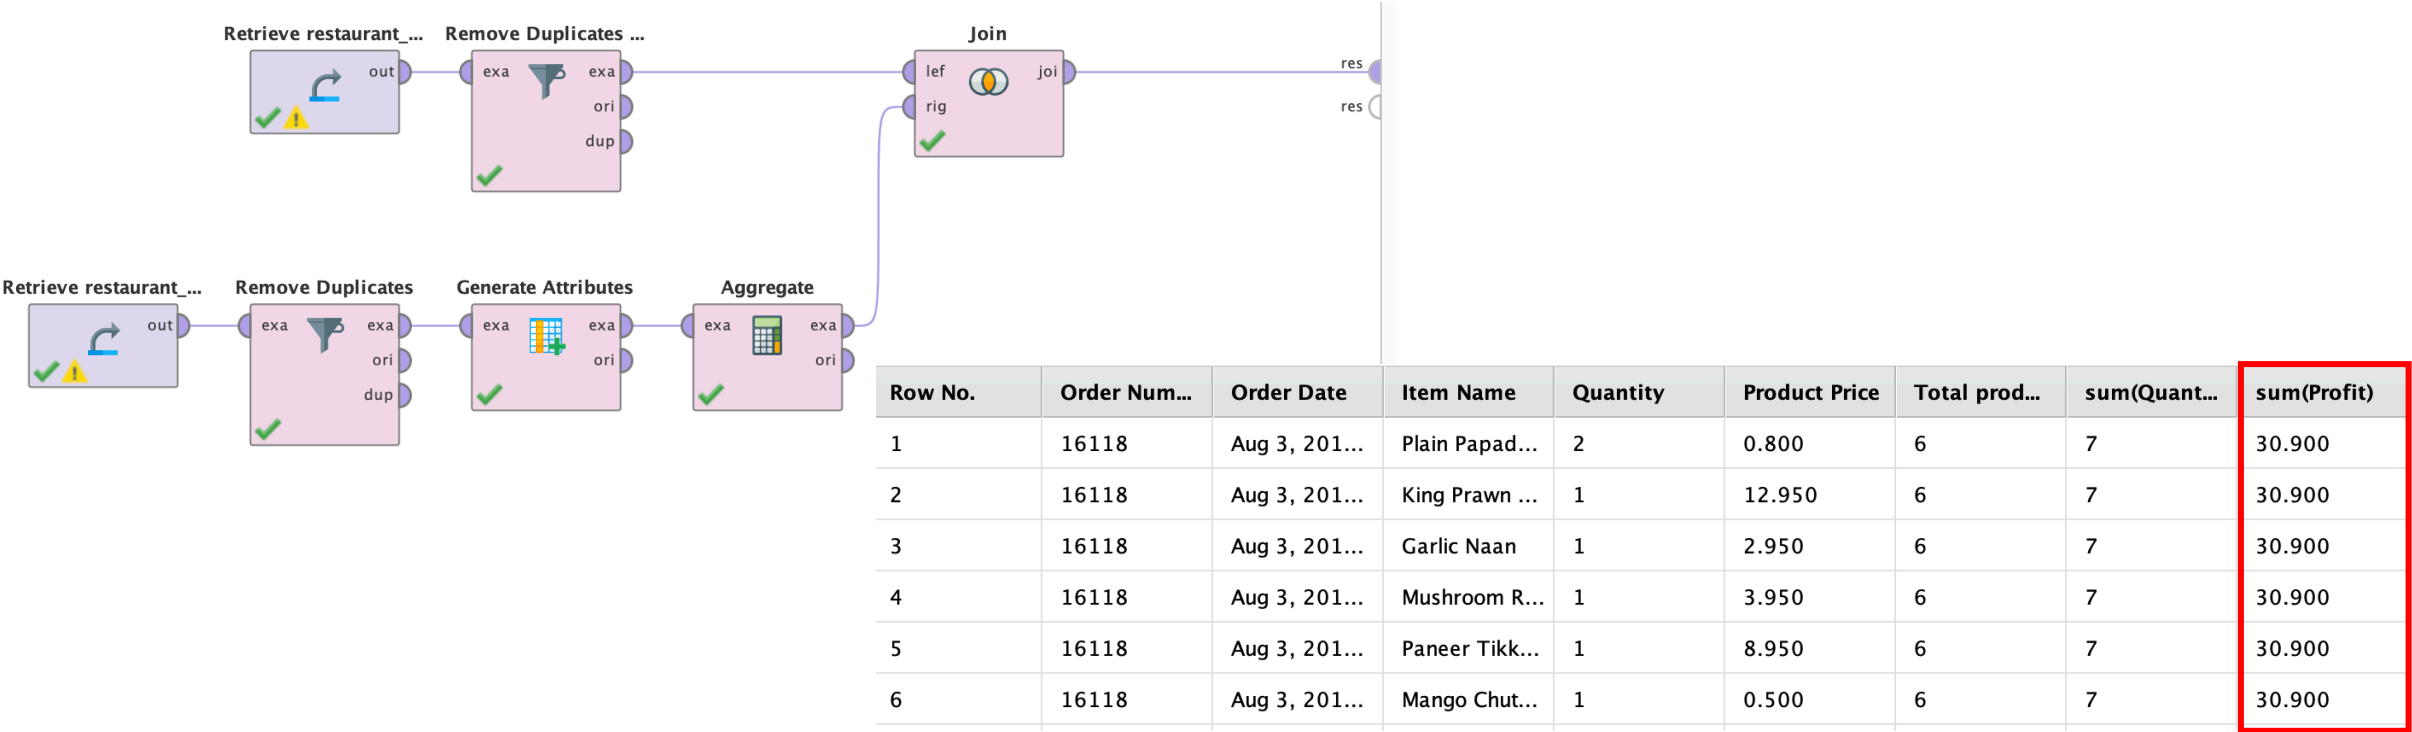 Retrieve restaurant_...
Remove Duplicates ...
Join
out
exa
exa
ori
dup
lef
rig
joi
res
res
Retrieve restaurant_...
Remove Duplicates
Generate Attributes
Aggregate
out
exa
exa
ori
dup
exa
exa
ori
exa
exa
ori
Row No. Order Num... Order Date Item Name Quantity Product Price Total prod... sum(Quant... sum(Profit)
1 16118 Aug 3, 201... Plain Papad... 2 0.800 6 7 30.900
2 16118 Aug 3, 201... King Prawn ... 1 12.950 6 7 30.900
3 16118 Aug 3, 201... Garlic Naan 1 2.950 6 7 30.900
4 16118 Aug 3, 201... Mushroom R... 1 3.950 6 7 30.900
5 16118 Aug 3, 201... Paneer Tikk... 1 8.950 6 7 30.900
6 16118 Aug 3, 201... Mango Chut... 1 0.500 6 7 30.900